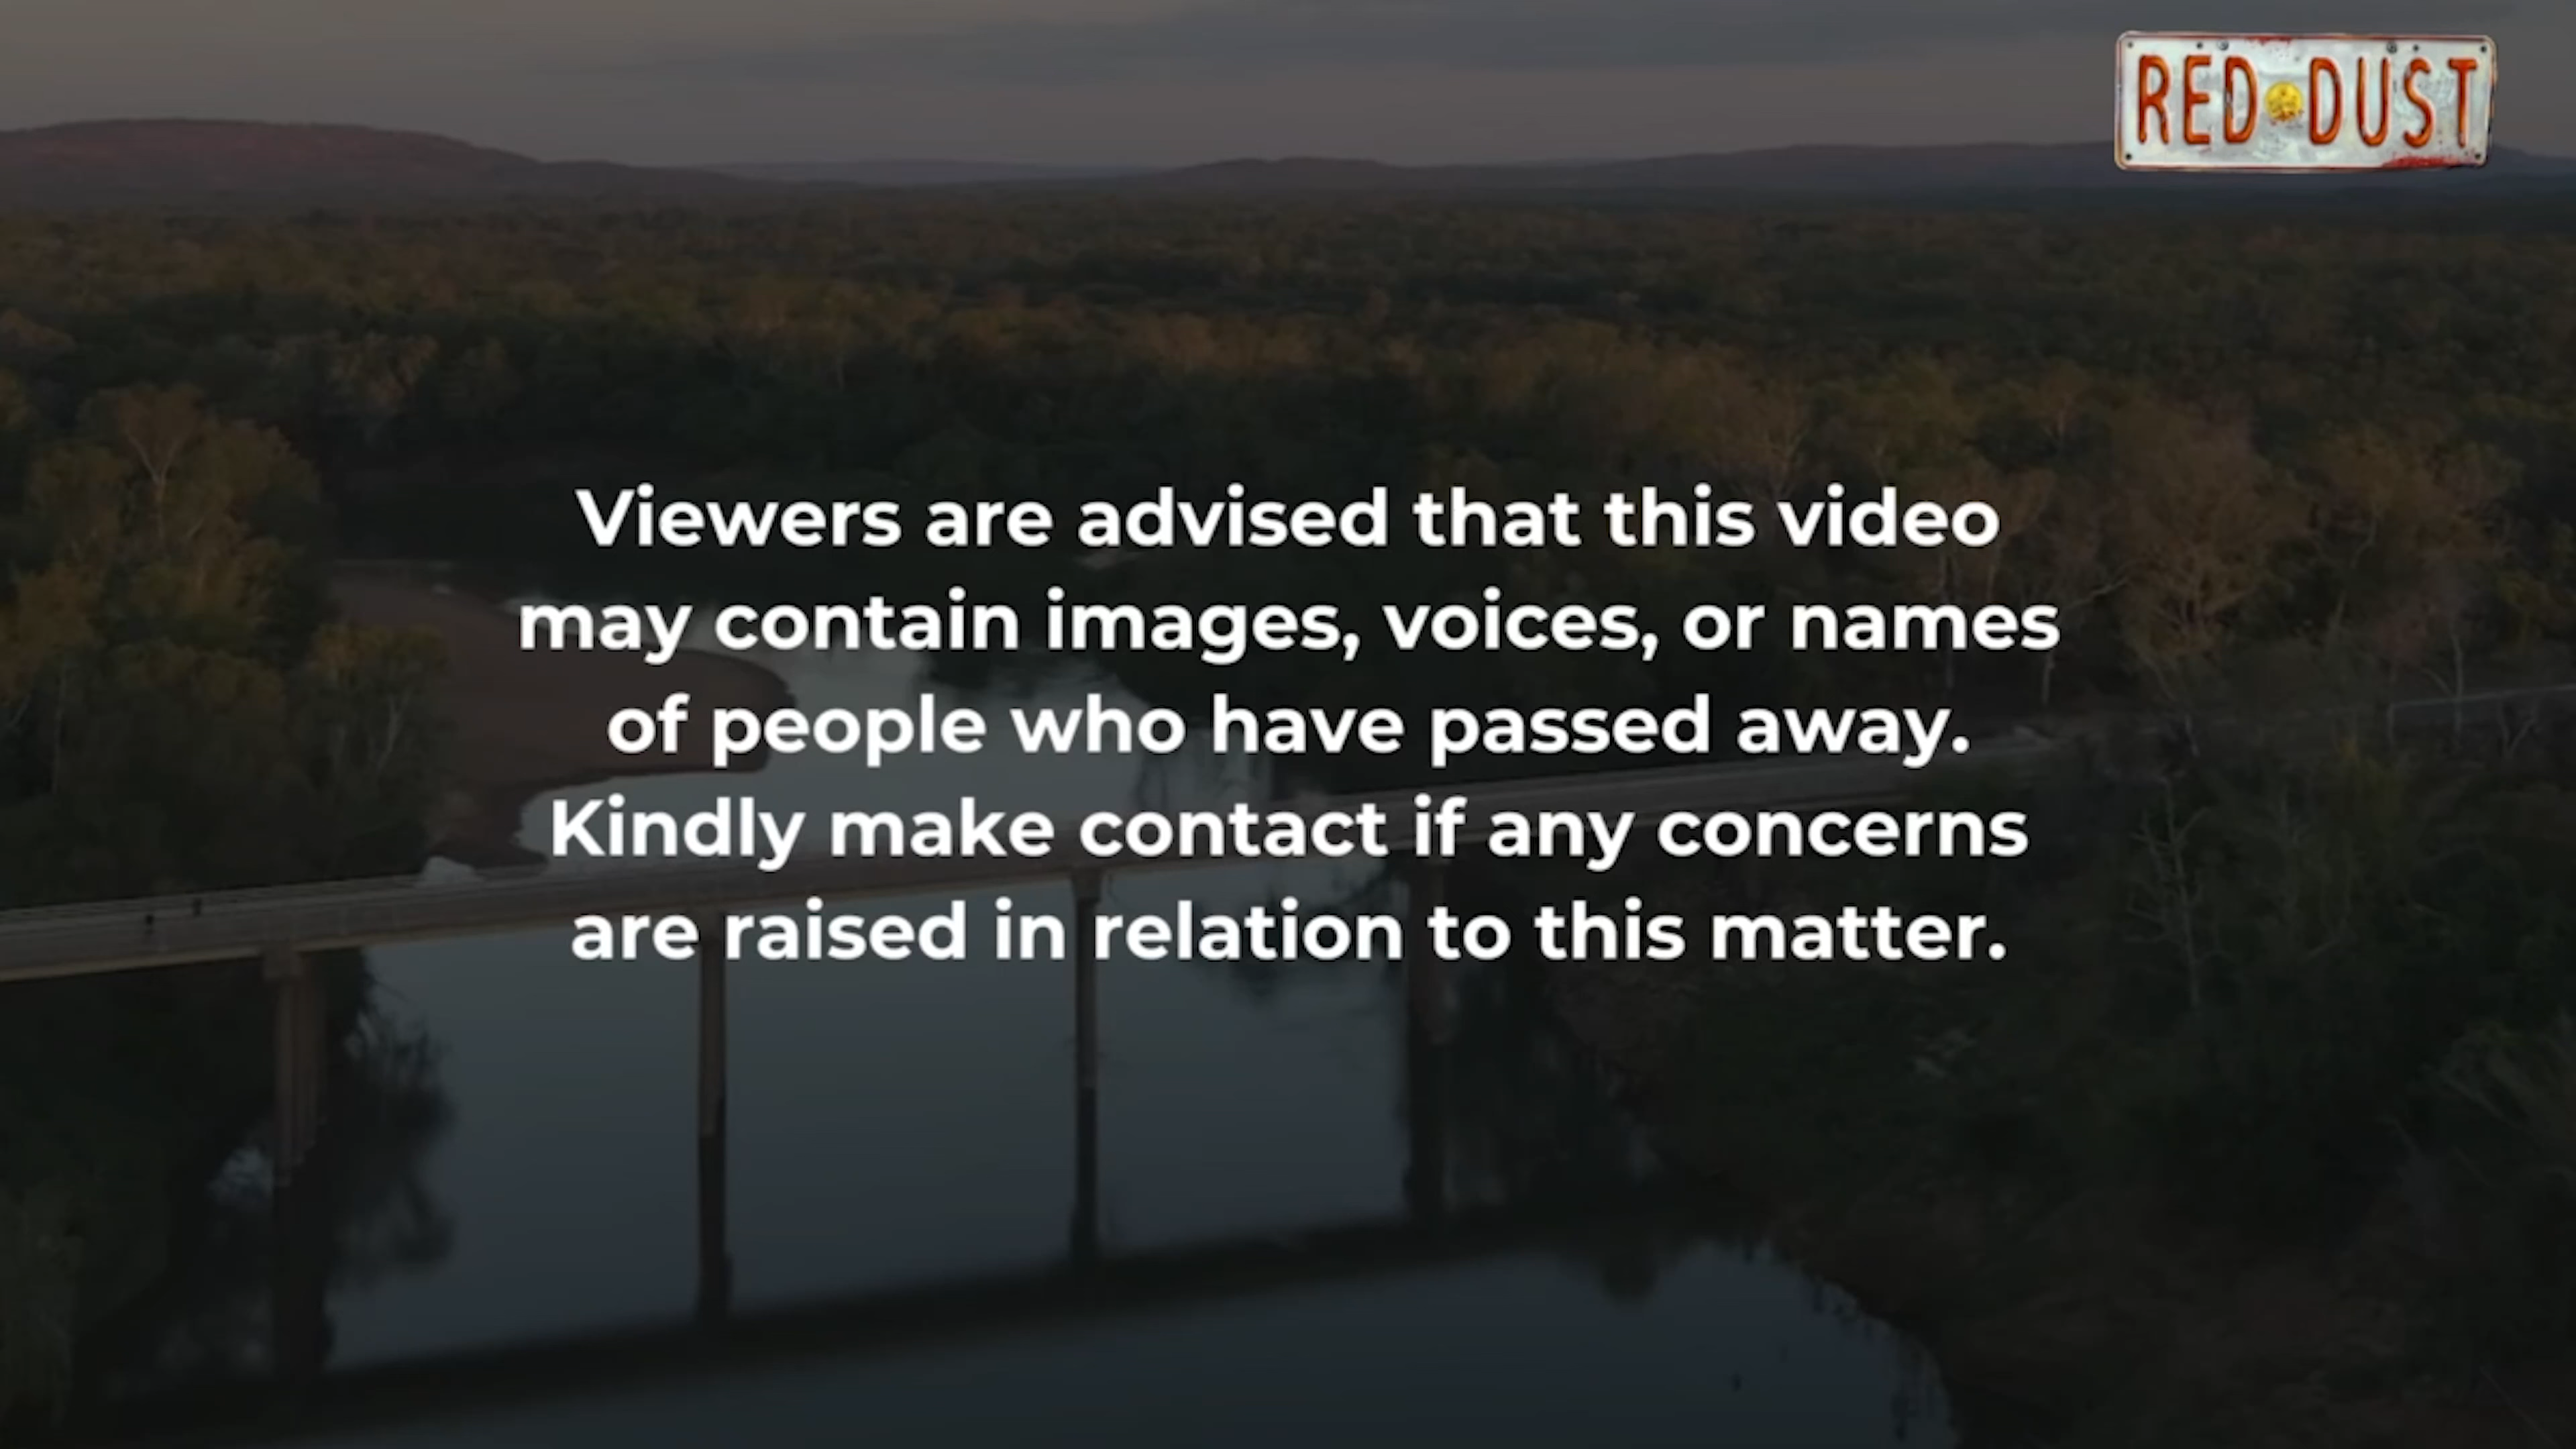 RED DUST
Viewers are advised that this video
may contain images, voices, or names
of people who have passed away.
Kindly make contact if any concerns
are raised in relation to this matter.